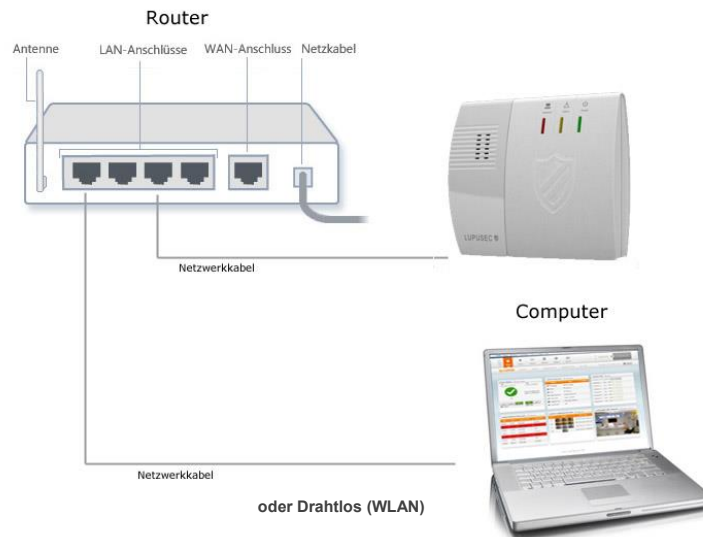 Router
Antenne
LAN-Anschlüsse
WAN-Anschluss
Netzkabel
LUPUSEC
Netzwerkkabel
Computer
Netzwerkkabel
oder Drahtlos (WLAN)